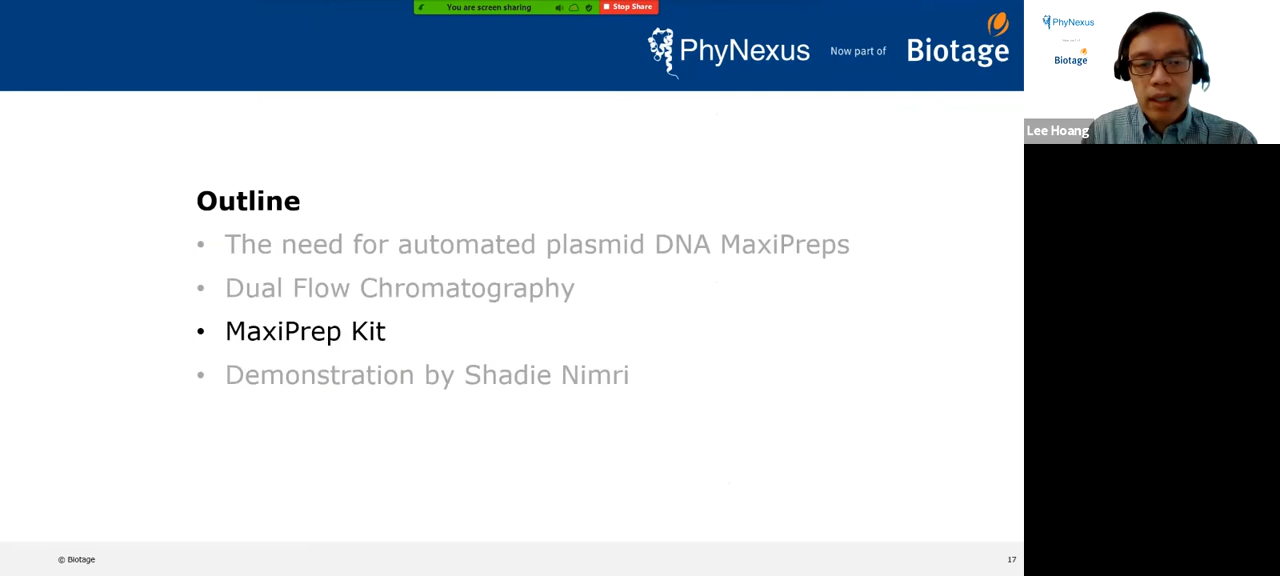 You are screen sharing
Stop Share
PhyNexus Now part of Biotage
PhyNexus
Biotage
Lee Hoang
Outline
• The need for automated plasmid DNA MaxiPreps
• Dual Flow Chromatography
• MaxiPrep Kit
• Demonstration by Shadie Nimri
© Biotage
17